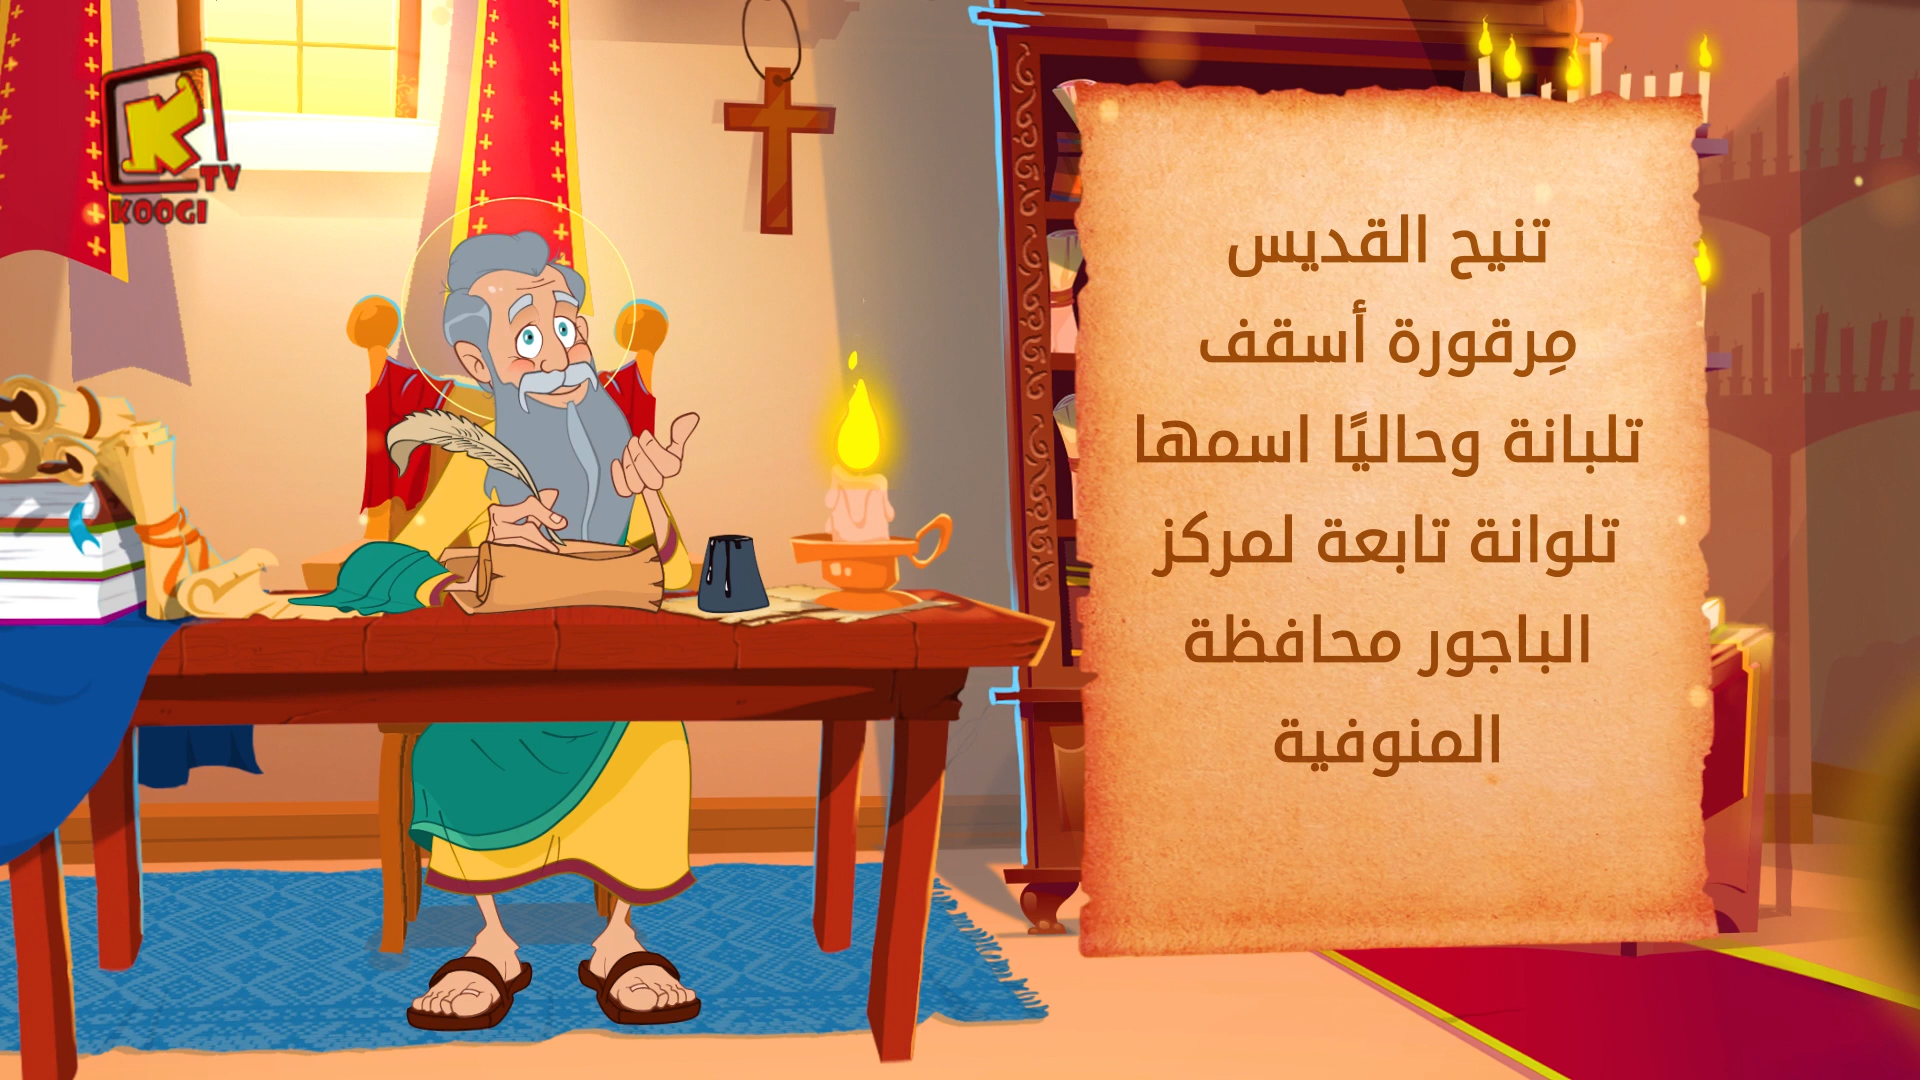 K TV
KOOGI
تنيح القديس
مِرقورة أسقف
تلبانة وحاليًا اسمها
تلوانة تابعة لمركز
الباجور محافظة
المنوفية